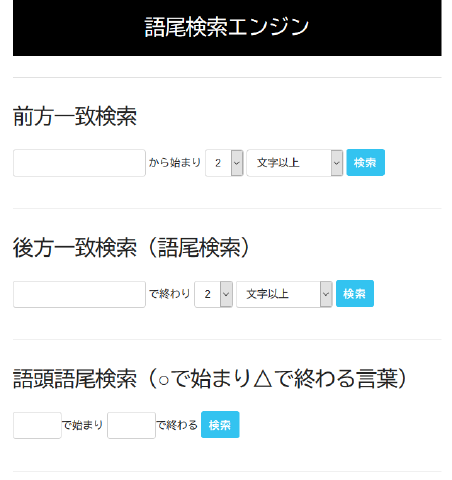 語尾検索エンジン
前方一致検索
から始まり 2 文字以上 検索
後方一致検索（語尾検索）
で終わり 2 文字以上 検索
語頭語尾検索（○で始まり△で終わる言葉）
で始まり で終わる 検索